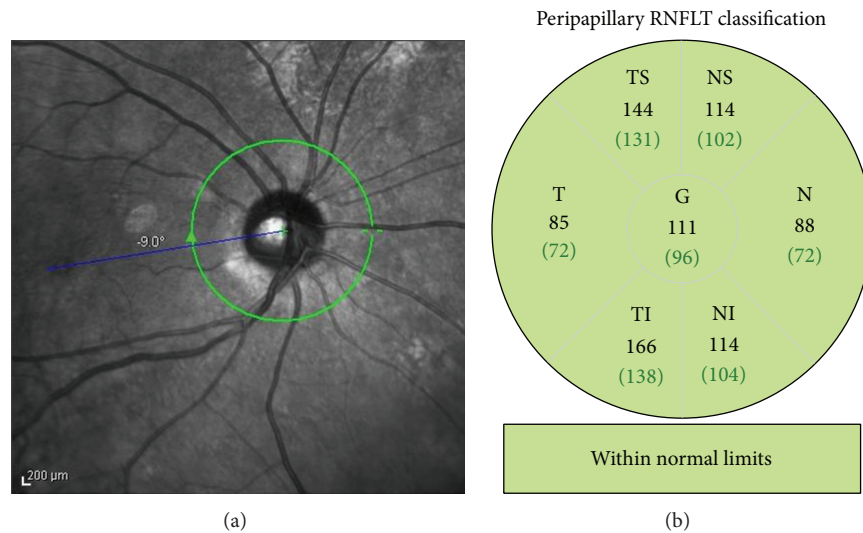 Peripapillary RNFLT classification
-9.0°
200 μm
TS
144
(131)
NS
114
(102)
T
85
(72)
G
111
(96)
N
88
(72)
TI
166
(138)
NI
114
(104)
Within normal limits
(a)
(b)